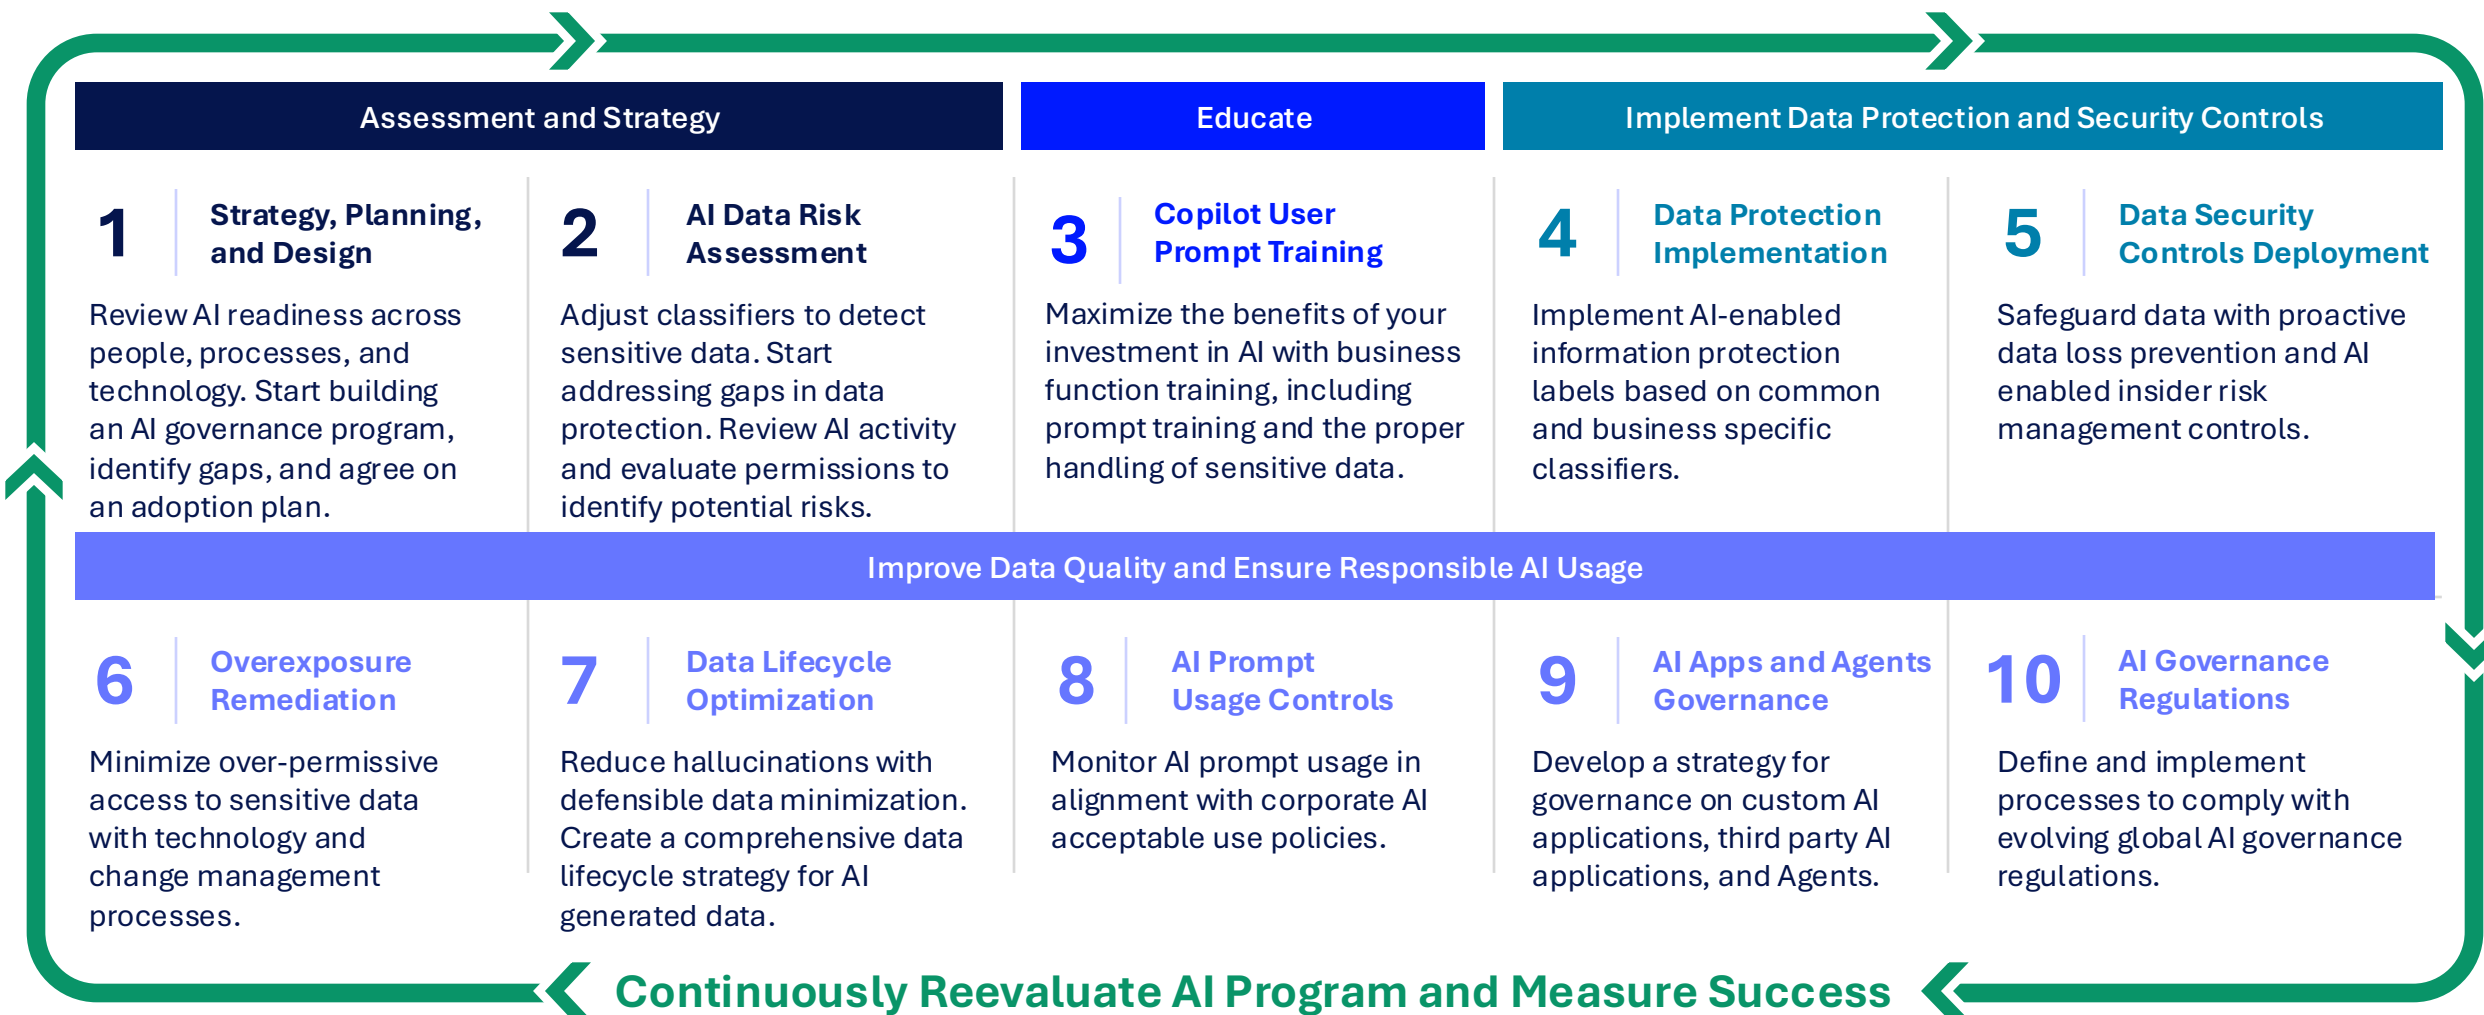 Assessment and Strategy
Educate
Implement Data Protection and Security Controls
1
Strategy, Planning,
and Design
Review AI readiness across
people, processes, and
technology. Start building
an AI governance program,
identify gaps, and agree on
an adoption plan.
2
AI Data Risk
Assessment
Adjust classifiers to detect
sensitive data. Start
addressing gaps in data
protection. Review AI activity
and evaluate permissions to
identify potential risks.
3
Copilot User
Prompt Training
Maximize the benefits of your
investment in AI with business
function training, including
prompt training and the proper
handling of sensitive data.
4
Data Protection
Implementation
Implement AI-enabled
information protection
labels based on common
and business specific
classifiers.
5
Data Security
Controls Deployment
Safeguard data with proactive
data loss prevention and AI
enabled insider risk
management controls.
Improve Data Quality and Ensure Responsible AI Usage
6
Overexposure
Remediation
Minimize over-permissive
access to sensitive data
with technology and
change management
processes.
7
Data Lifecycle
Optimization
Reduce hallucinations with
defensible data minimization.
Create a comprehensive data
lifecycle strategy for AI
generated data.
8
AI Prompt
Usage Controls
Monitor AI prompt usage in
alignment with corporate AI
acceptable use policies.
9
AI Apps and Agents
Governance
Develop a strategy for
governance on custom AI
applications, third party AI
applications, and Agents.
10
AI Governance
Regulations
Define and implement
processes to comply with
evolving global AI governance
regulations.
Continuously Reevaluate AI Program and Measure Success